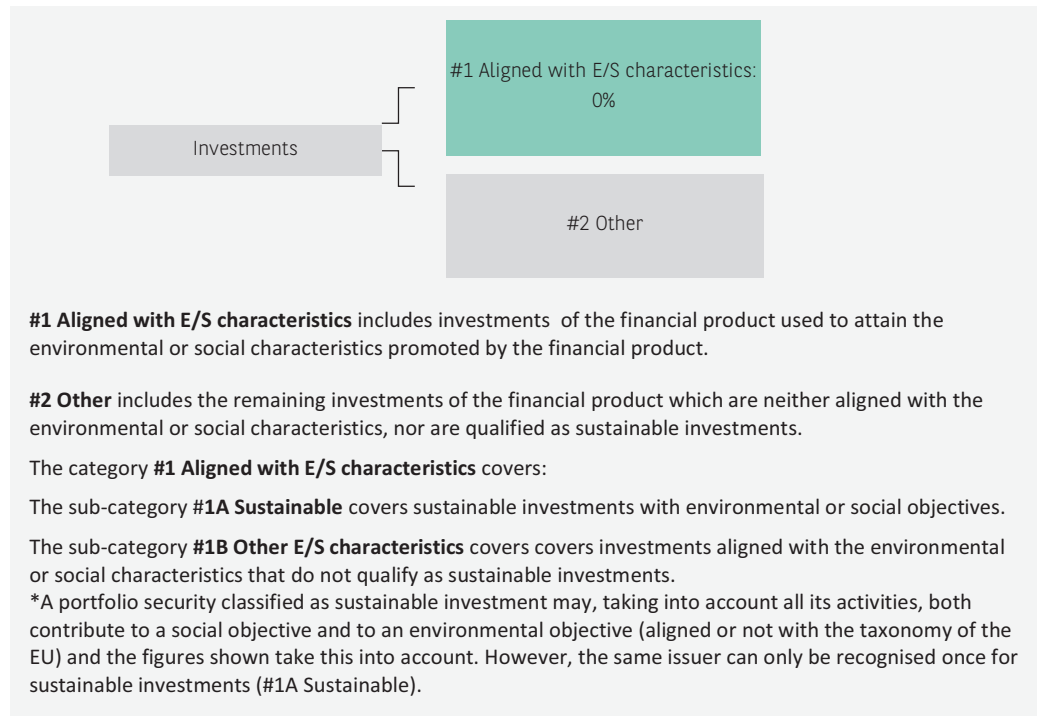 #1 Aligned with E/S characteristics:
0%
Investments
#2 Other
#1 Aligned with E/S characteristics includes investments  of the financial product used to attain the
environmental or social characteristics promoted by the financial product.
#2 Other includes the remaining investments of the financial product which are neither aligned with the
environmental or social characteristics, nor are qualified as sustainable investments.
The category #1 Aligned with E/S characteristics covers:
The sub-category #1A Sustainable covers sustainable investments with environmental or social objectives.
The sub-category #1B Other E/S characteristics covers covers investments aligned with the environmental
or social characteristics that do not qualify as sustainable investments.
*A portfolio security classified as sustainable investment may, taking into account all its activities, both
contribute to a social objective and to an environmental objective (aligned or not with the taxonomy of the
EU) and the figures shown take this into account. However, the same issuer can only be recognised once for
sustainable investments (#1A Sustainable).